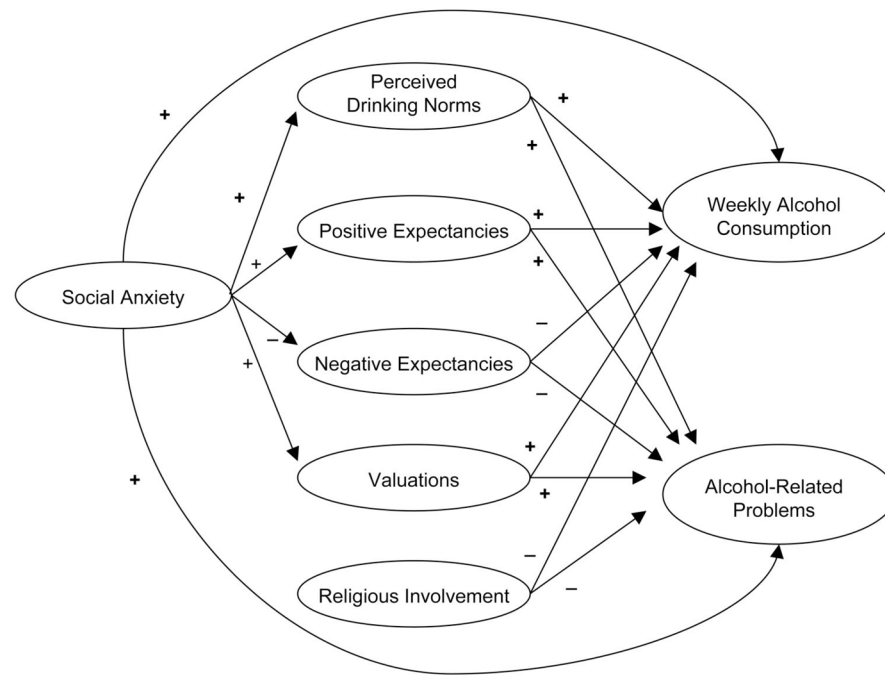 +
Perceived
Drinking Norms
+
+
+
Weekly Alcohol
Consumption
+
Positive Expectancies
+
+
+
Social Anxiety
–
–
Negative Expectancies
+
–
+
Valuations
+
+
Alcohol-Related
Problems
–
Religious Involvement
–